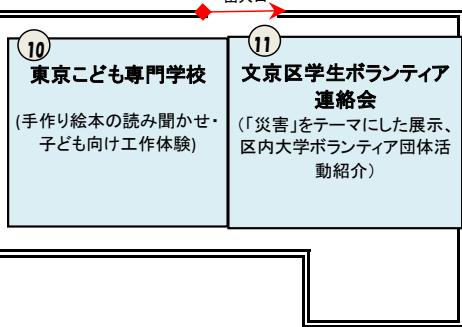 10
東京こども専門学校
(手作り絵本の読み聞かせ・
子ども向け工作体験)
11
文京区学生ボランティア
連絡会
(「災害」をテーマにした展示、
区内大学ボランティア団体活
動紹介)